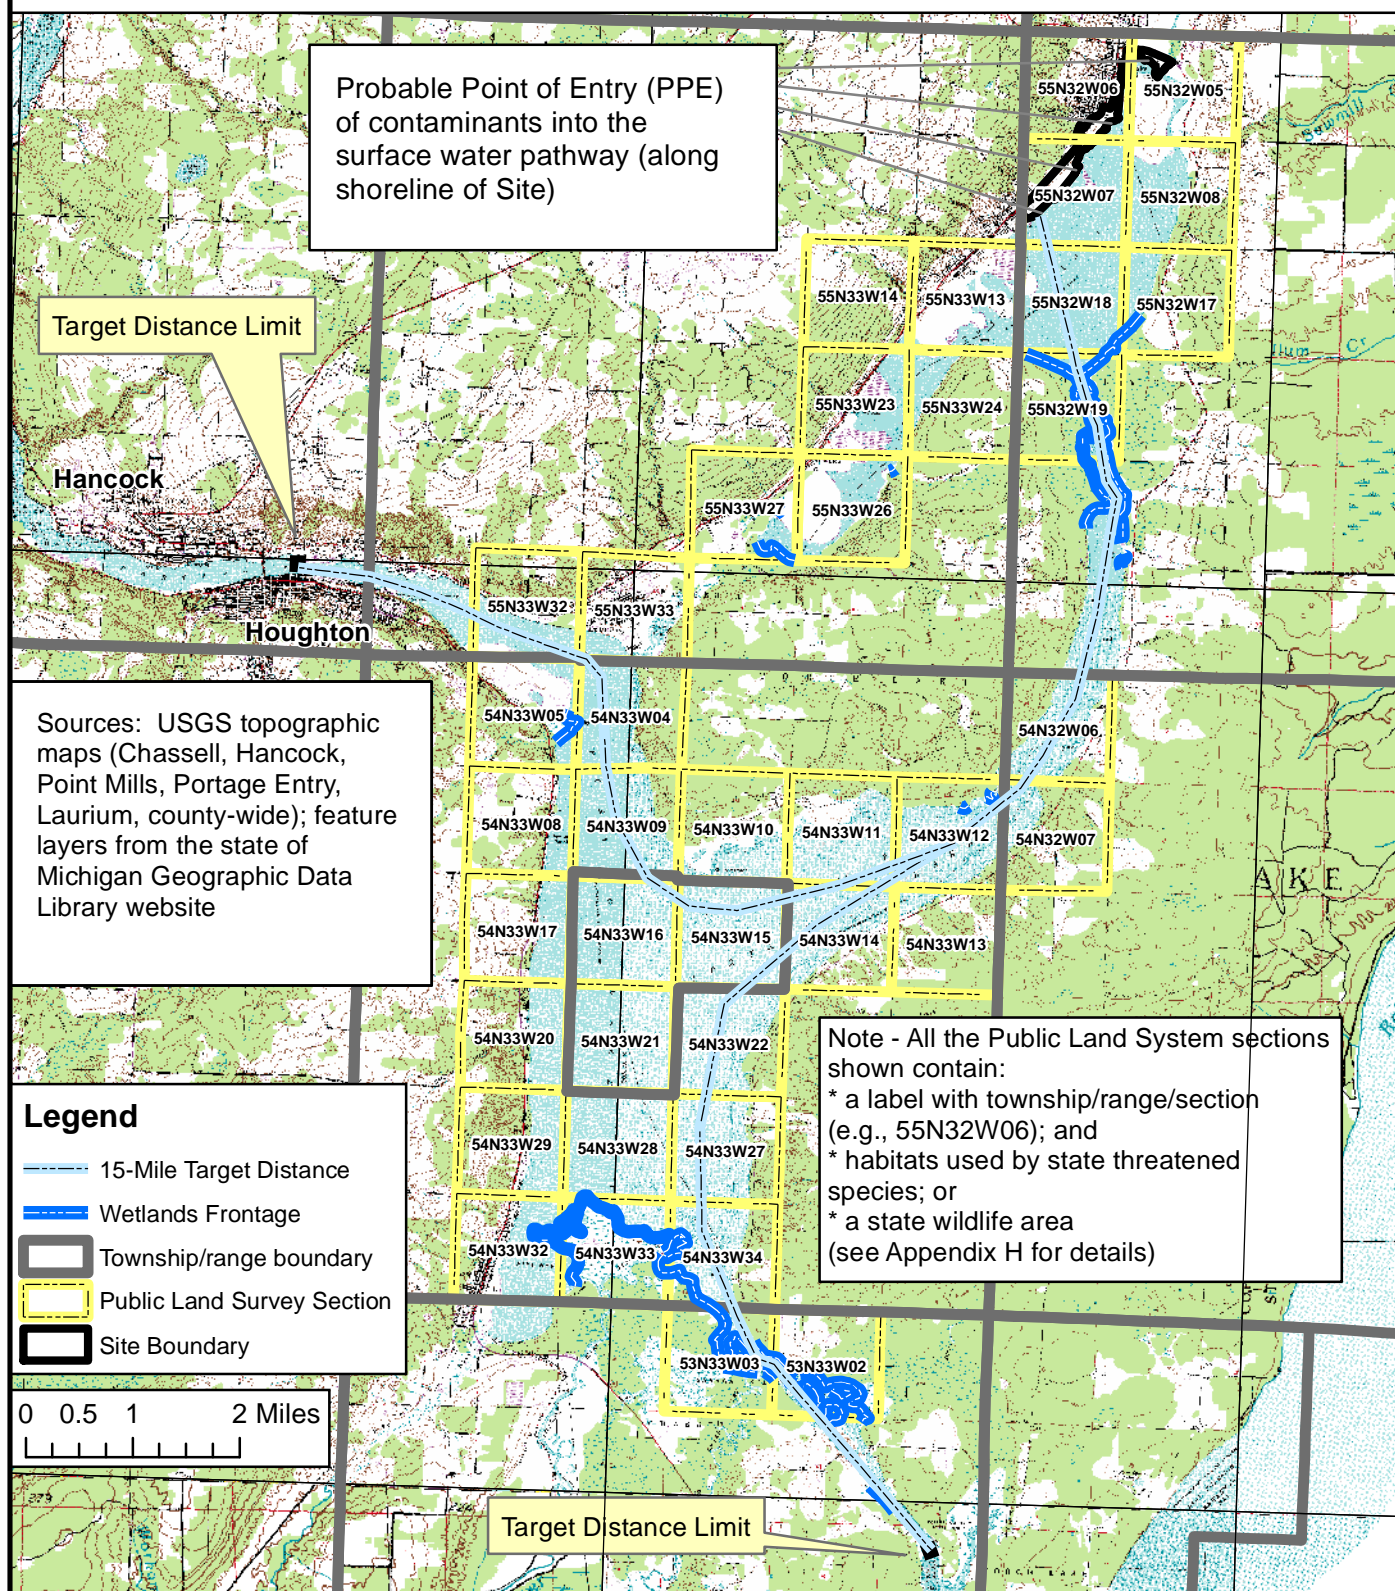 Probable Point of Entry (PPE)
of contaminants into the
surface water pathway (along
shoreline of Site)
55N32W06
55N32W05
Sawmill
55N32W07
55N32W08
Target Distance Limit
55N33W14
55N33W13
55N32W18
55N32W17
Cr
55N33W23
55N33W24
55N32W19
Hancock
55N33W27
55N33W26
55N33W32
55N33W33
Houghton
Sources:  USGS topographic
maps (Chassell, Hancock,
Point Mills, Portage Entry,
Laurium, county-wide); feature
layers from the state of
Michigan Geographic Data
Library website
54N33W05
54N33W04
54N32W06
54N33W08
54N33W09
54N33W10
54N33W11
54N33W12
54N32W07
A K E
54N33W17
54N33W16
54N33W15
54N33W14
54N33W13
54N33W20
54N33W21
54N33W22
Note - All the Public Land System sections
shown contain:
* a label with township/range/section
(e.g., 55N32W06); and
* habitats used by state threatened
species; or
* a state wildlife area
(see Appendix H for details)
54N33W29
54N33W28
54N33W27
54N33W32
54N33W33
54N33W34
53N33W03
53N33W02
Legend
15-Mile Target Distance
Wetlands Frontage
Township/range boundary
Public Land Survey Section
Site Boundary
0 0.5 1 2 Miles
Target Distance Limit